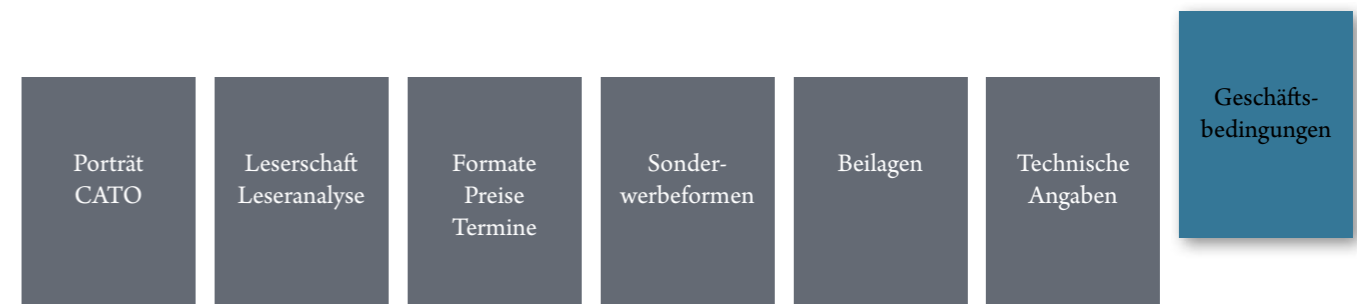 Porträt
CATO
Leserschaft
Leseranalyse
Formate
Preise
Termine
Sonder-
werbeformen
Beilagen
Technische
Angaben
Geschäfts-
bedingungen